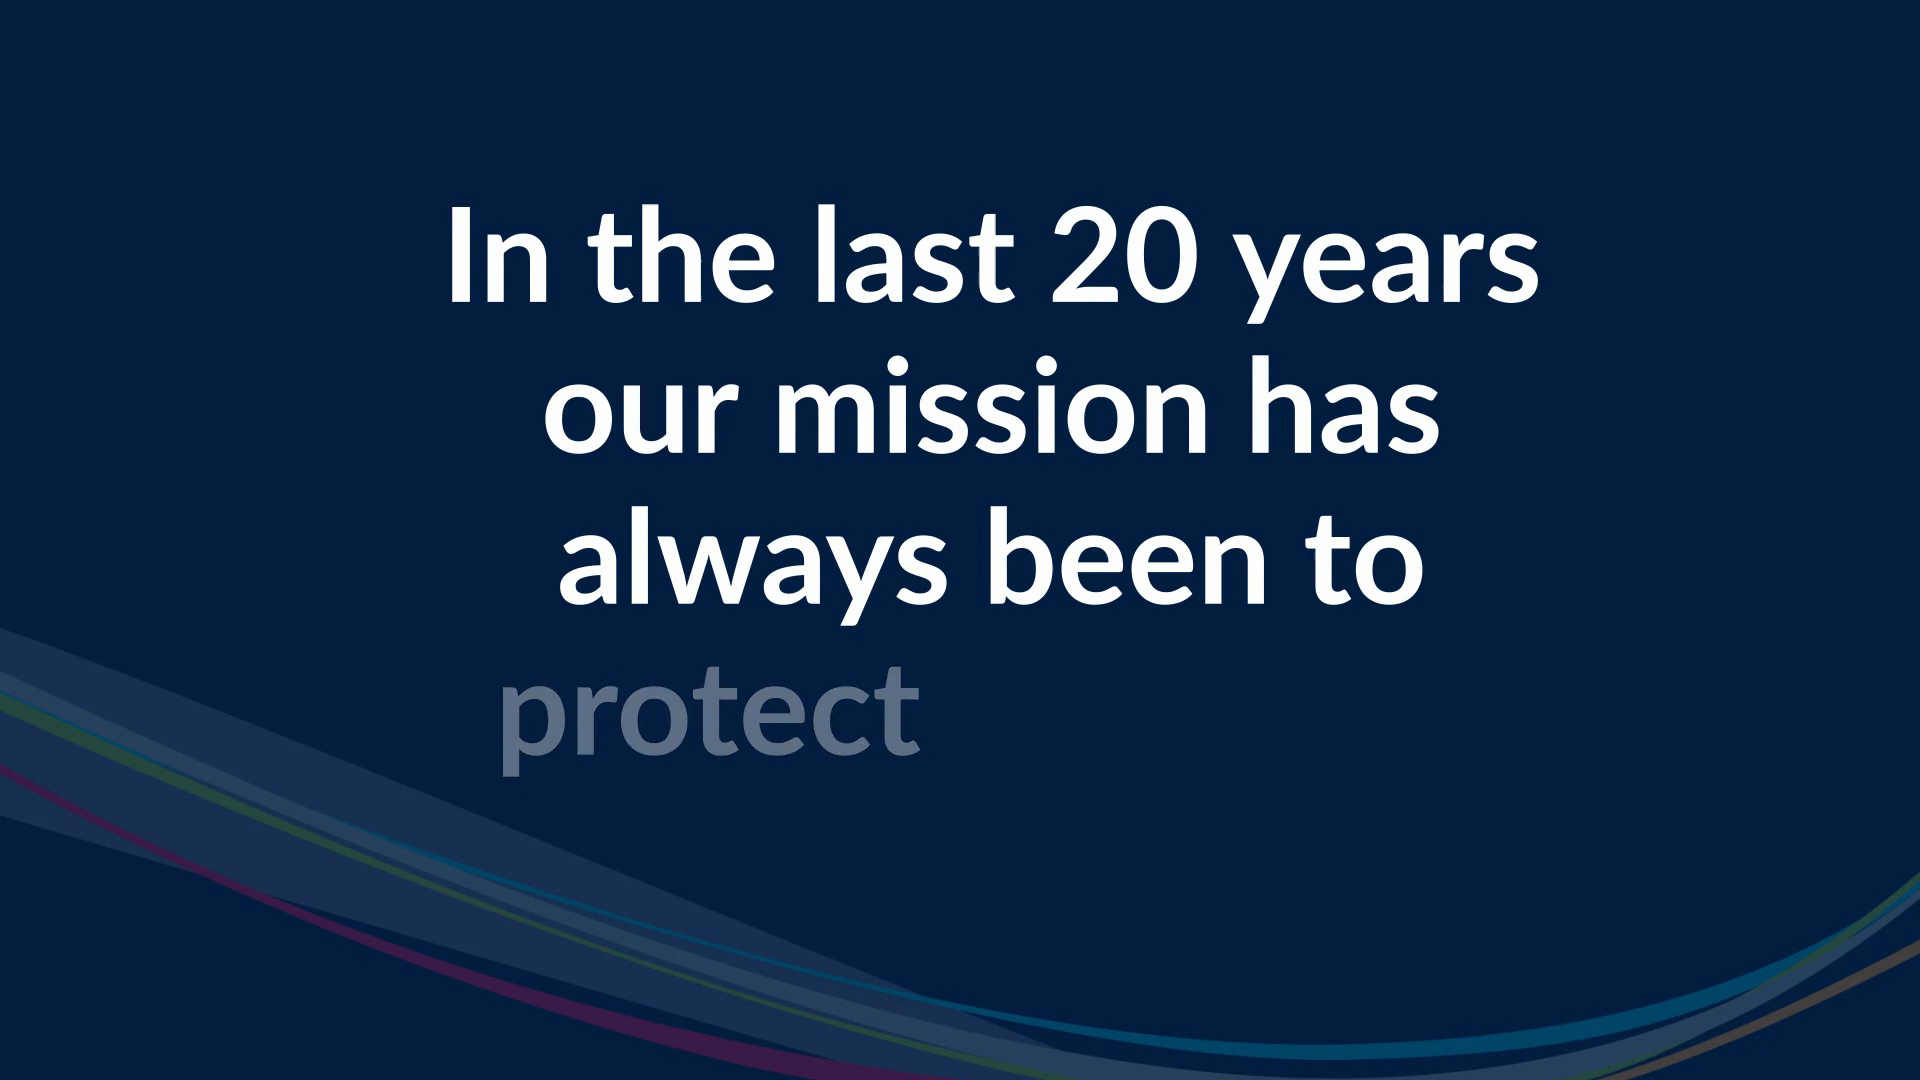 In the last 20 years
our mission has
always been to
protect